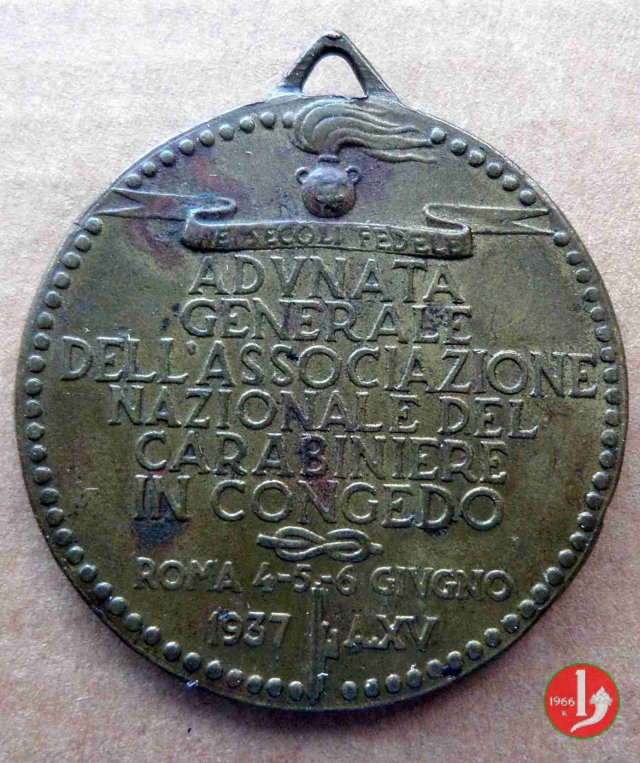 NEI SECOLI FEDELE
ADVNATA
GENERALE
DELL'ASSOCIAZIONE
NAZIONALE DEL
CARABINIERE
IN CONGEDO
ROMA 4-5-6 GIVGNO
1937 A.XV
1966
R